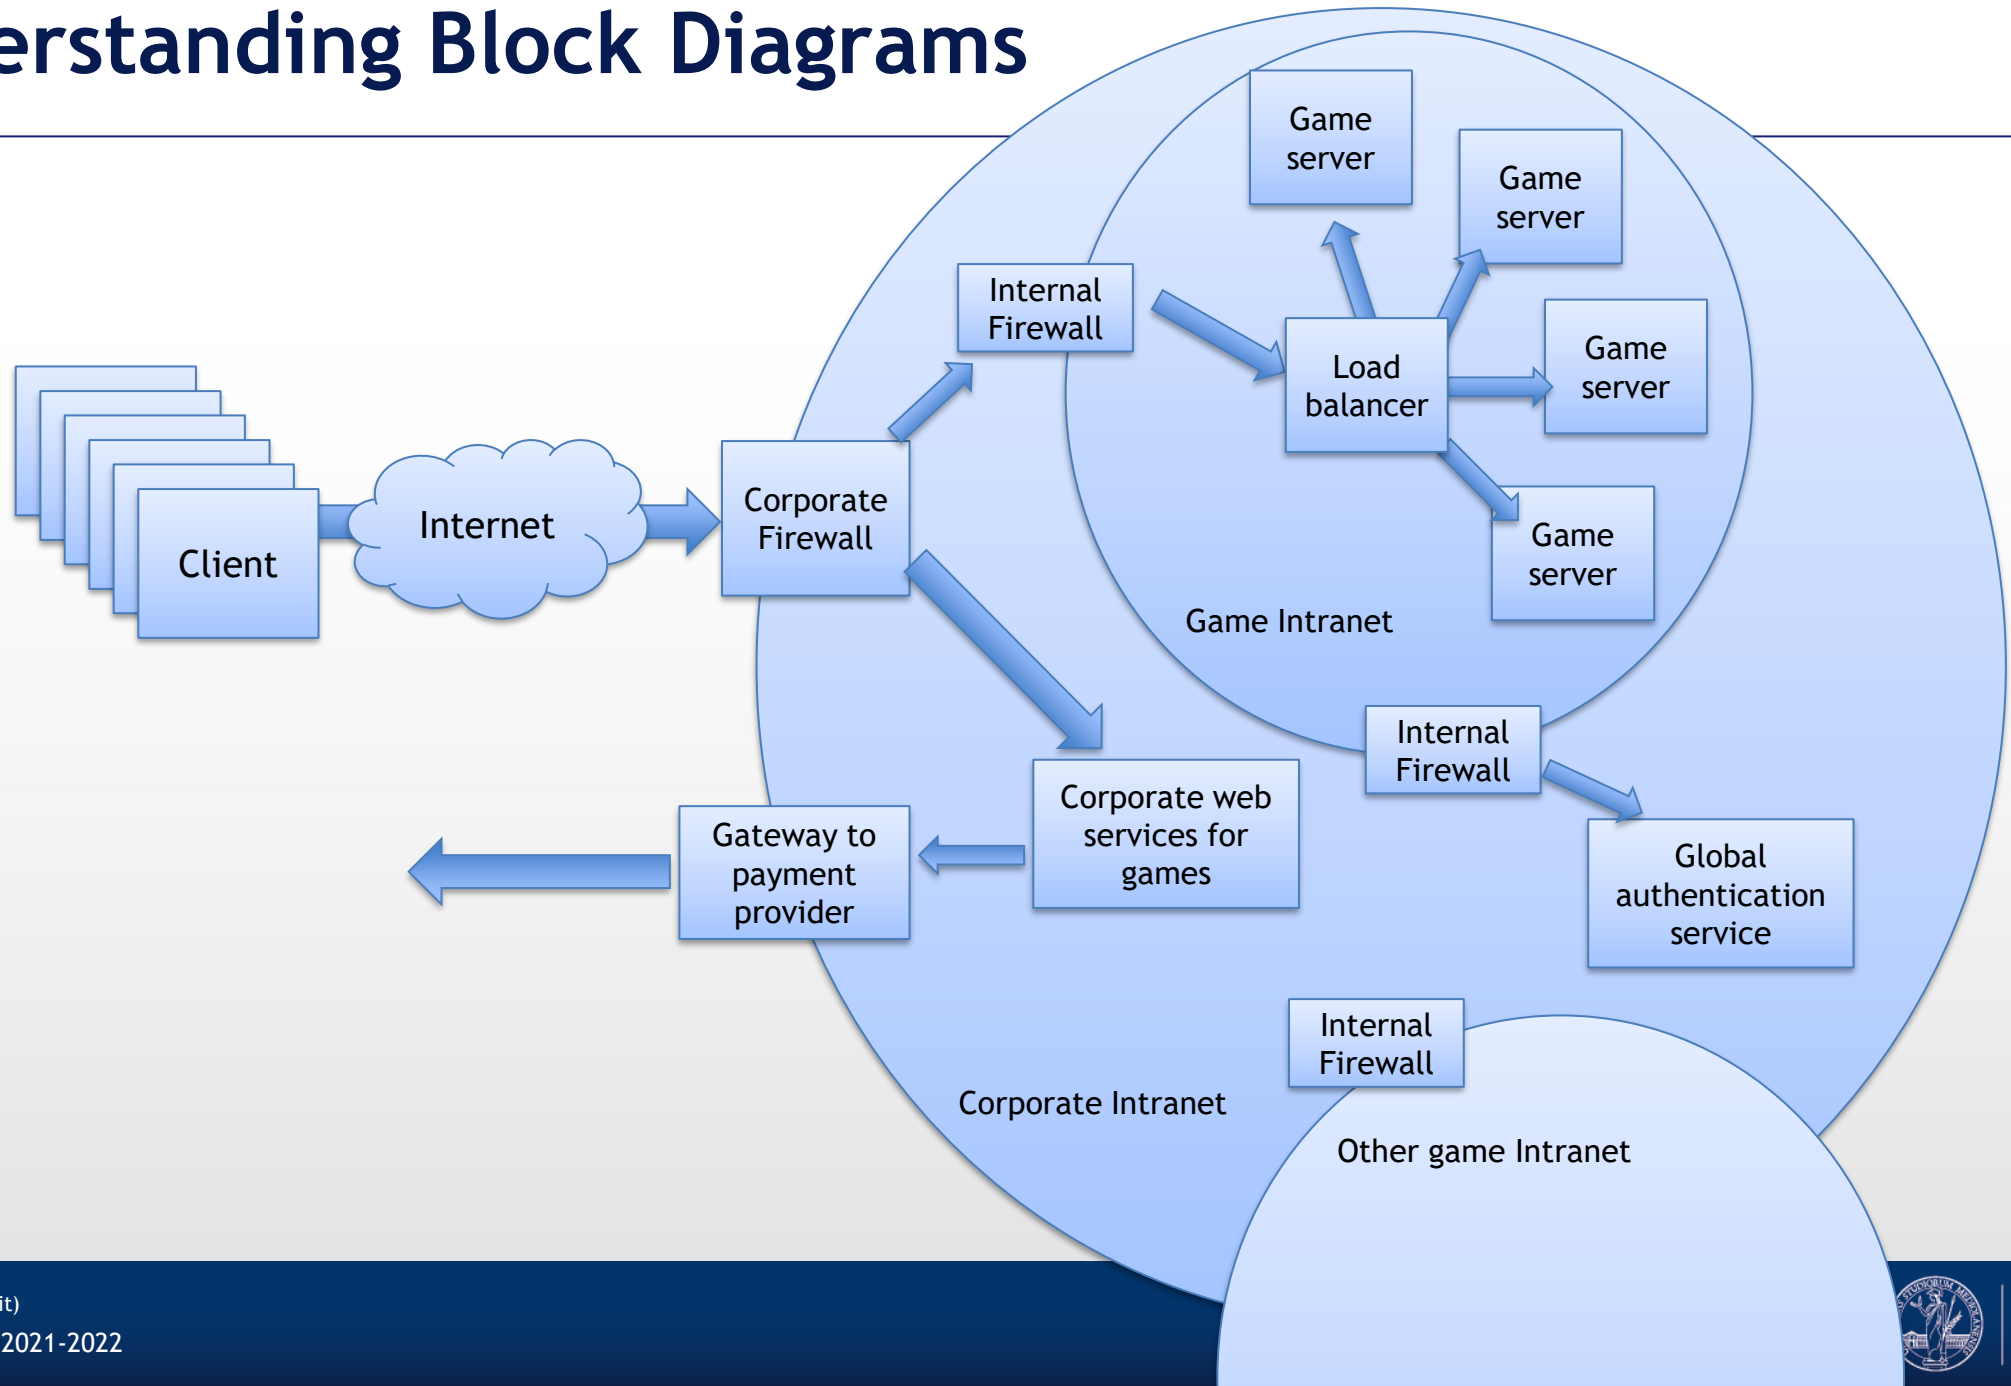 erstanding Block Diagrams
Game
server
Game
server
Internal
Firewall
Game
server
Load
balancer
Client
Internet
Corporate
Firewall
Game
server
Game Intranet
Internal
Firewall
Corporate web
services for
games
Gateway to
payment
provider
Global
authentication
service
Internal
Firewall
Corporate Intranet
Other game Intranet
it)
2021-2022